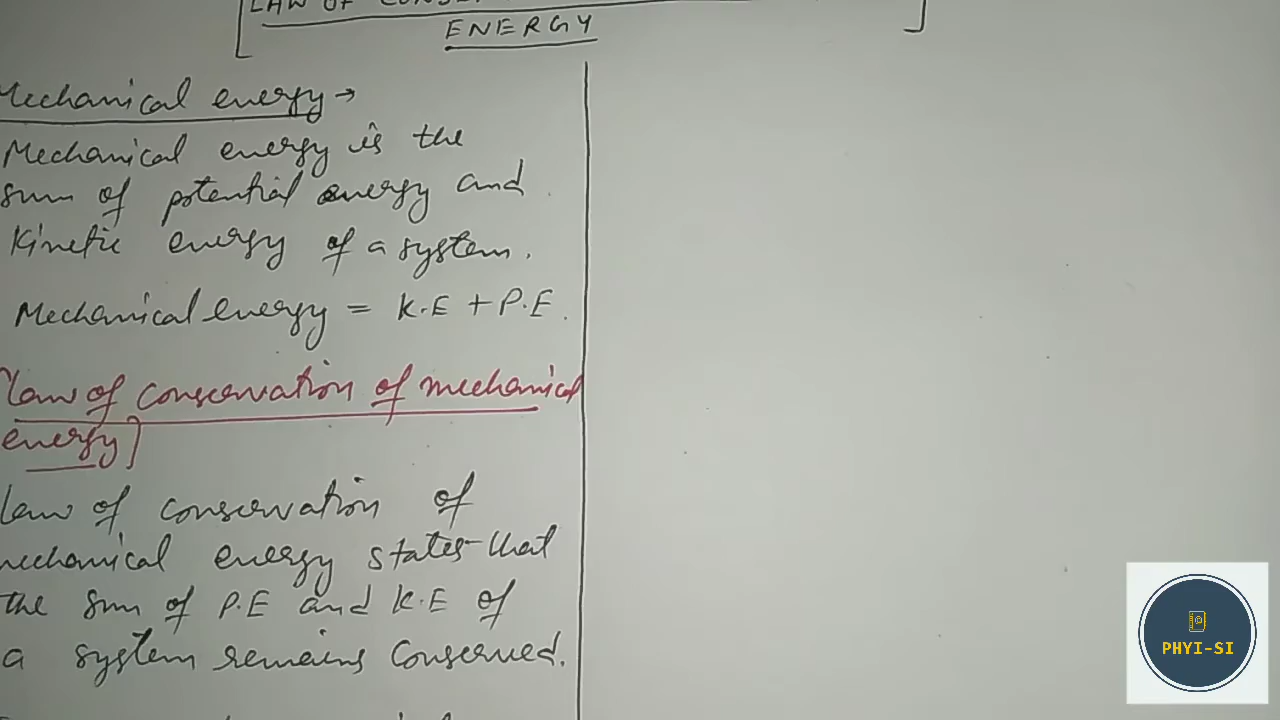 LAW OF
ENERGY
Mechanical energy →
Mechanical energy is the
sum of potential energy and
Kinetic energy of a system.
Mechanical energy = K.E + P.E.
[law of conservation of mechanical
energy]
Law of conservation of
mechanical energy states that
the sum of P.E and K.E of
a system remains conserved.
PHYI-SI